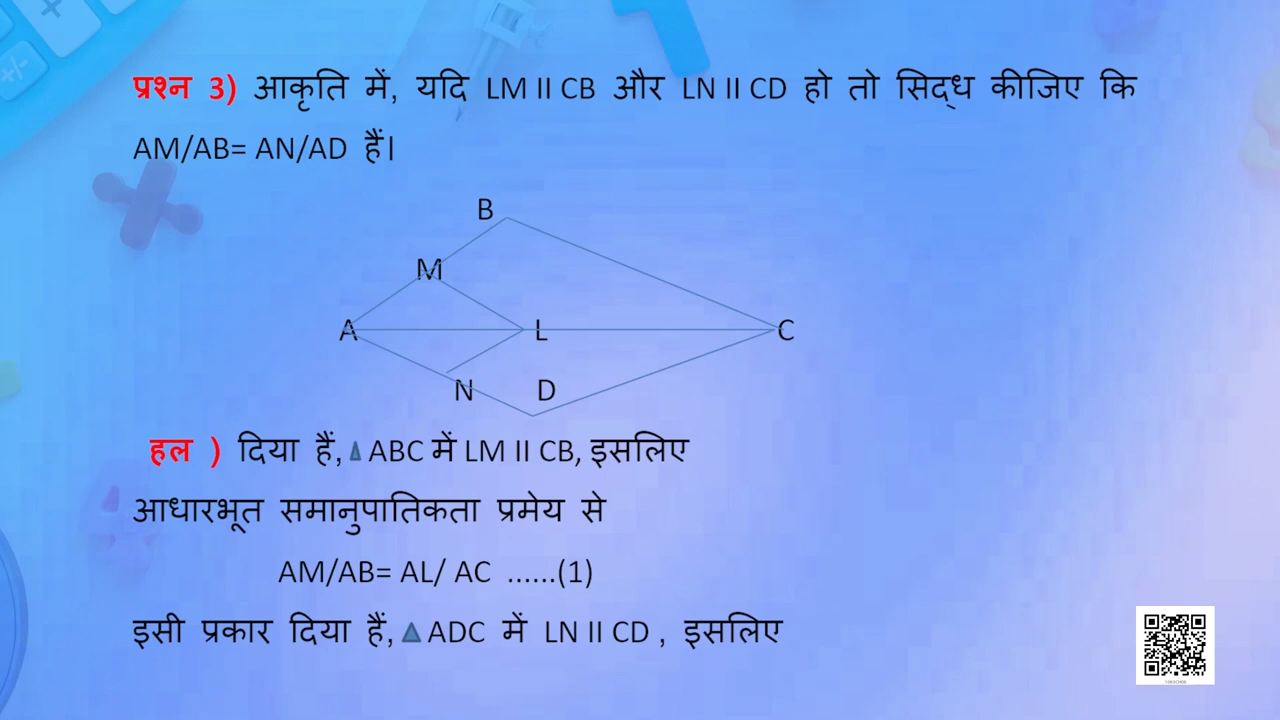 प्रश्न 3) आकृति में, यदि LM II CB और LN II CD हो तो सिद्ध कीजिए कि
AM/AB= AN/AD हैं।
B
M
A
L
C
N
D
हल ) दिया हैं, ABC में LM II CB, इसलिए
आधारभूत समानुपातिकता प्रमेय से
AM/AB= AL/ AC ......(1)
इसी प्रकार दिया हैं, ADC में LN II CD , इसलिए